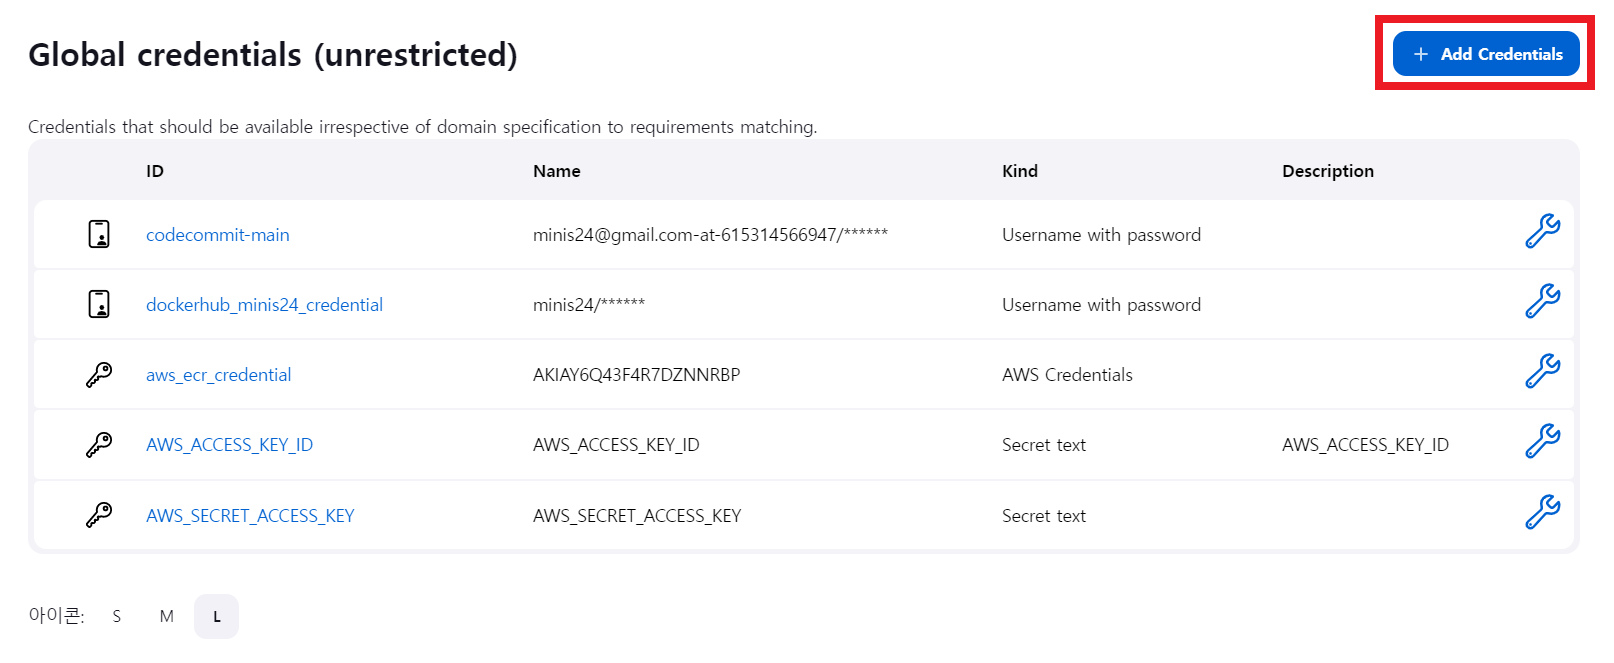 Global credentials (unrestricted)
+ Add Credentials
Credentials that should be available irrespective of domain specification to requirements matching.
ID Name Kind Description
codecommit-main minis24@gmail.com-at-615314566947/****** Username with password
dockerhub_minis24_credential minis24/****** Username with password
aws_ecr_credential AKIAY6Q43F4R7DZNNRBP AWS Credentials
AWS_ACCESS_KEY_ID AWS_ACCESS_KEY_ID Secret text AWS_ACCESS_KEY_ID
AWS_SECRET_ACCESS_KEY AWS_SECRET_ACCESS_KEY Secret text
아이콘: S M L